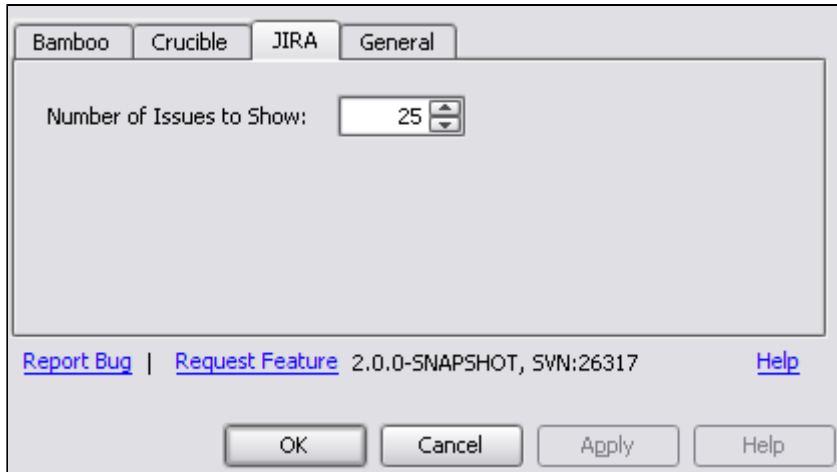 Bamboo Crucible JIRA General
Number of Issues to Show: 25
Report Bug | Request Feature 2.0.0-SNAPSHOT, SVN:26317 Help
OK Cancel Apply Help